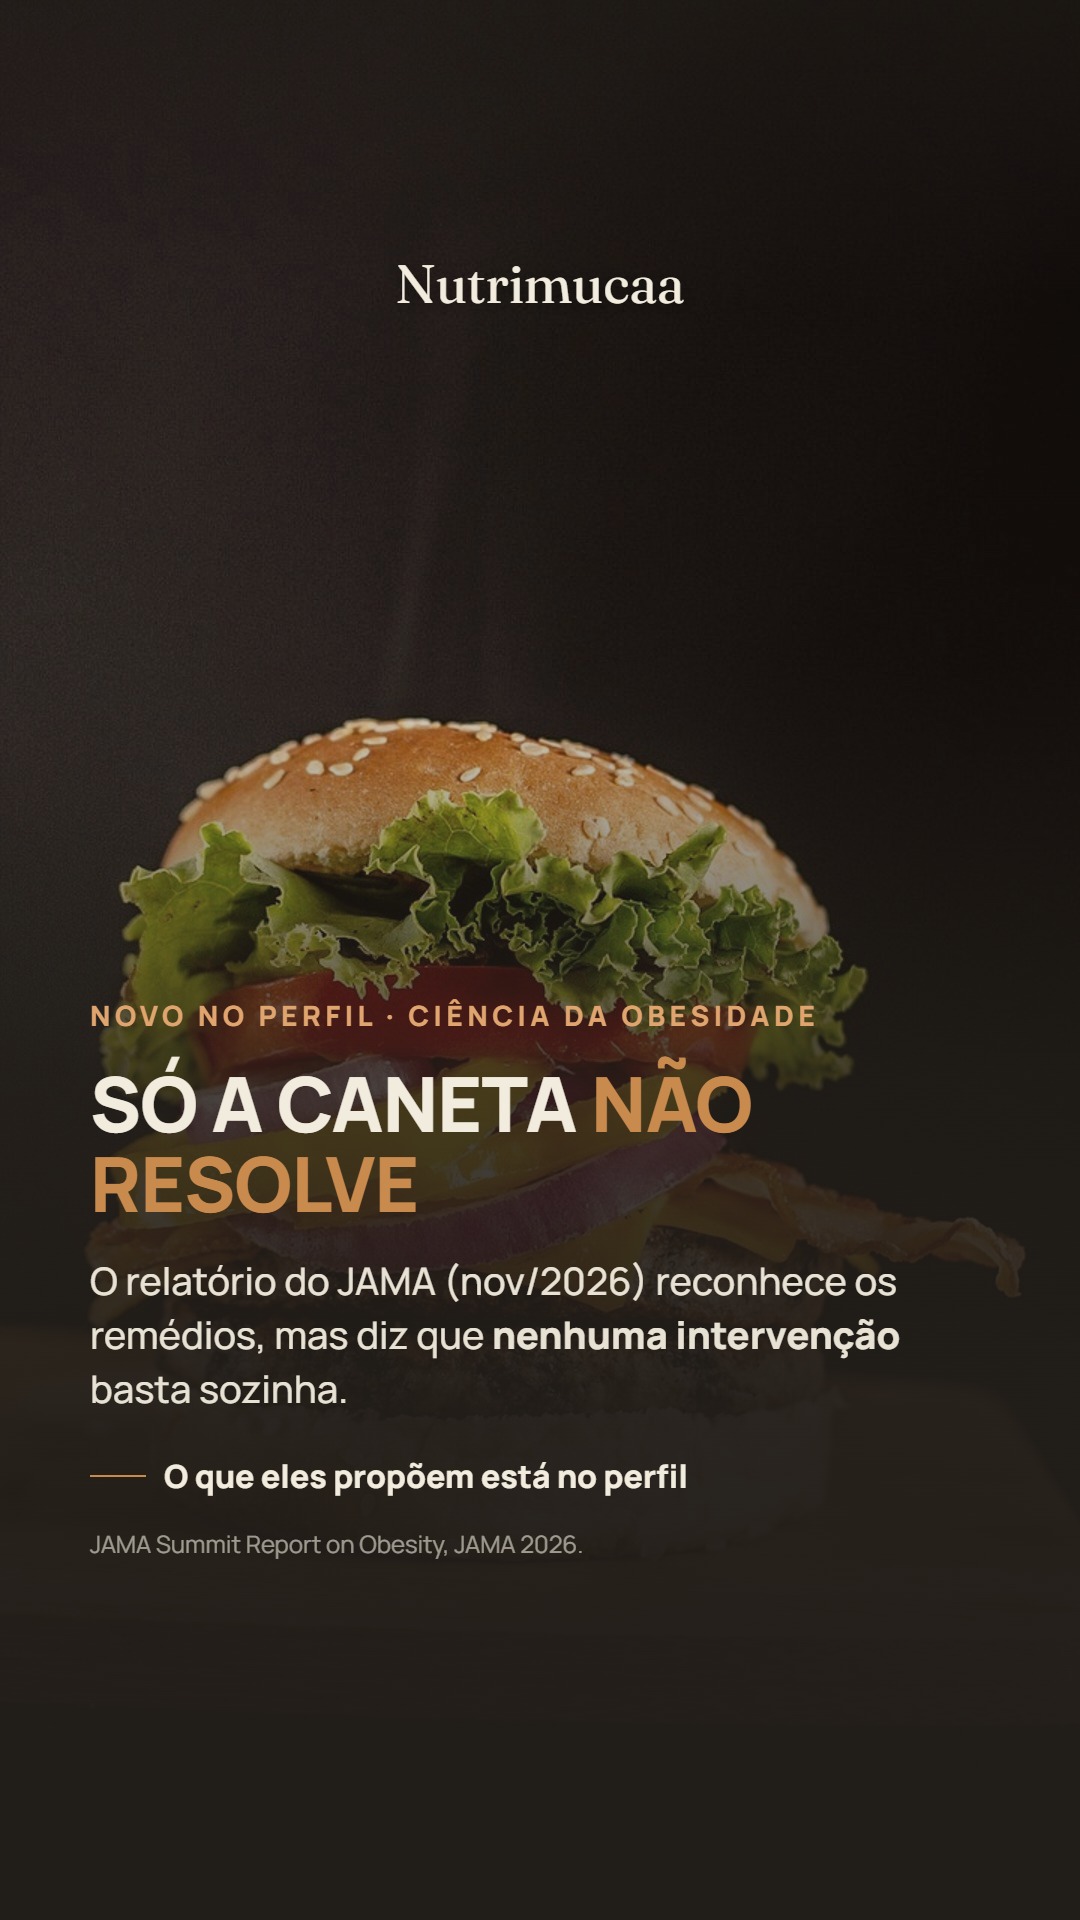 Nutrimucaa
NOVO NO PERFIL · CIÊNCIA DA OBESIDADE
SÓ A CANETA NÃO
RESOLVE
O relatório do JAMA (nov/2026) reconhece os
remédios, mas diz que nenhuma intervenção
basta sozinha.
O que eles propõem está no perfil
JAMA Summit Report on Obesity, JAMA 2026.